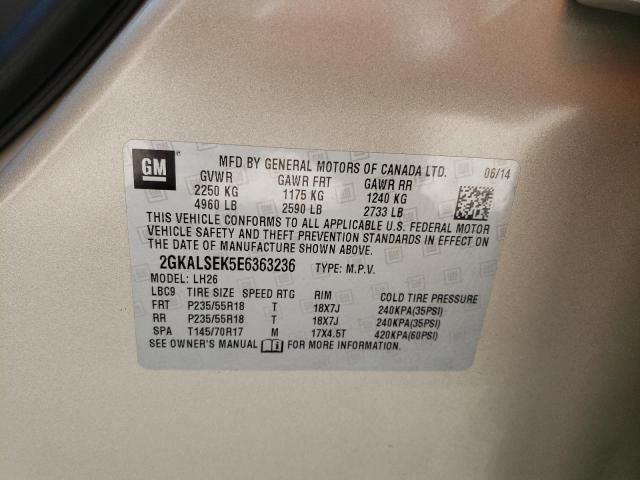 GM
MFD BY GENERAL MOTORS OF CANADA LTD. 06/14
GVWR GAWR FRT GAWR RR
2250 KG 1175 KG 1240 KG
4960 LB 2590 LB 2733 LB
THIS VEHICLE CONFORMS TO ALL APPLICABLE U.S. FEDERAL MOTOR
VEHICLE SAFETY AND THEFT PREVENTION STANDARDS IN EFFECT ON
THE DATE OF MANUFACTURE SHOWN ABOVE.
2GKALSEK5E6363236 TYPE: M.P.V.
MODEL: LH26
LBC9 TIRE SIZE SPEED RTG RIM COLD TIRE PRESSURE
FRT P235/55R18 T 18X7J 240KPA(35PSI)
RR P235/55R18 T 18X7J 240KPA(35PSI)
SPA T145/70R17 M 17X4.5T 420KPA(60PSI)
SEE OWNER'S MANUAL FOR MORE INFORMATION.